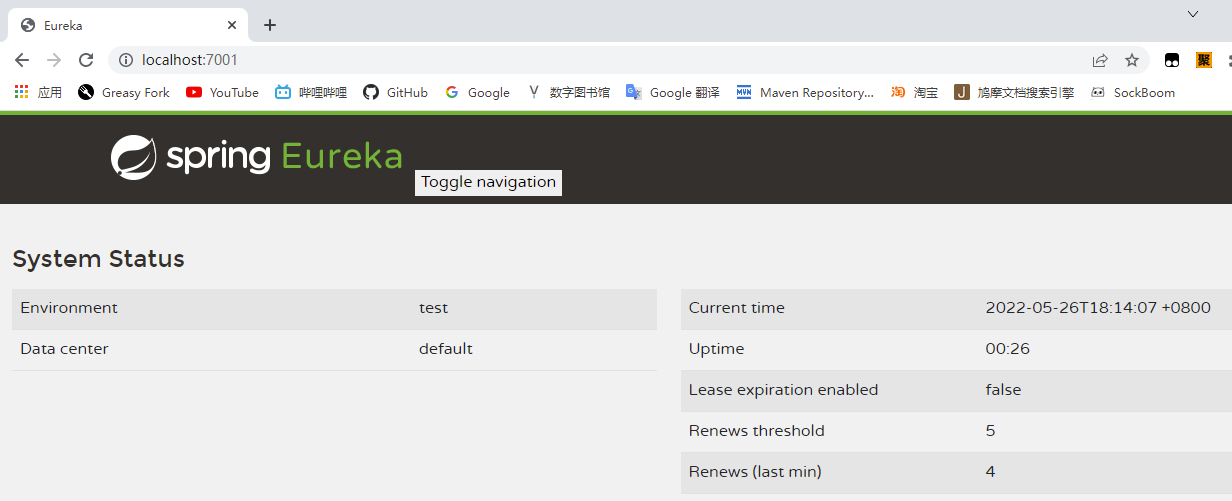 Eureka
localhost:7001
应用 Greasy Fork YouTube 哔哩哔哩 GitHub Google 数字图书馆 Google 翻译 Maven Repository... 淘宝 鸠摩文档搜索引擎 SockBoom
spring Eureka
Toggle navigation
System Status
Environment test
Data center default
Current time 2022-05-26T18:14:07 +0800
Uptime 00:26
Lease expiration enabled false
Renews threshold 5
Renews (last min) 4